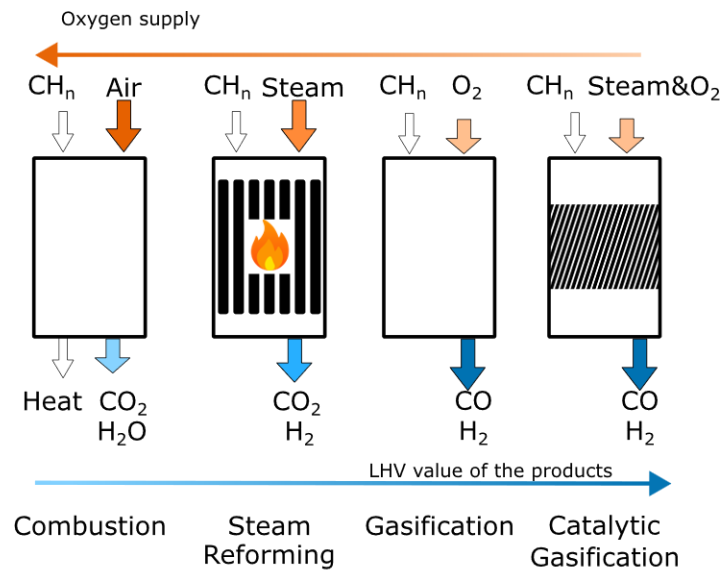 Oxygen supply
CHₙ Air CHₙ Steam CHₙ O₂ CHₙ Steam&O₂
Heat CO₂ CO₂ CO CO
H₂O H₂ H₂ H₂
LHV value of the products
Combustion Steam Gasification Catalytic
Reforming Gasification